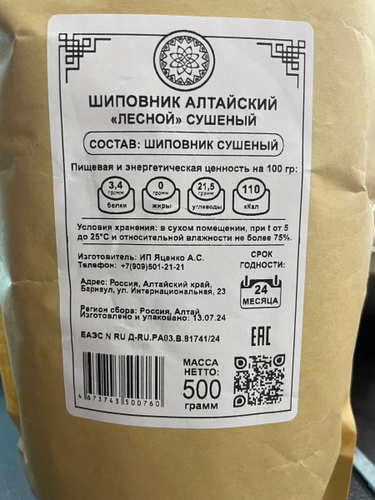 ШИПОВНИК АЛТАЙСКИЙ
«ЛЕСНОЙ» СУШЕНЫЙ
СОСТАВ: ШИПОВНИК СУШЕНЫЙ
Пищевая и энергетическая ценность на 100 гр:
3,4 грамм белки
0 грамм жиры
21,5 грамм углеводы
110 кКал
Условия хранения: в сухом помещении, при t от 5
до 25°С и относительной влажности не более 75%.
Изготовитель: ИП Яценко А.С.
Телефон: +7(909)501-21-21
Адрес: Россия, Алтайский край,
Барнаул, ул. Интернациональная, 23
Регион сбора: Россия, Алтай
Изготовлено и упаковано: 13.07.24
СРОК
ГОДНОСТИ:
24
МЕСЯЦА
ЕАЭС N RU Д-RU.РА03.В.81741/24
EAC
4673743500760
МАССА
НЕТТО:
500
грамм